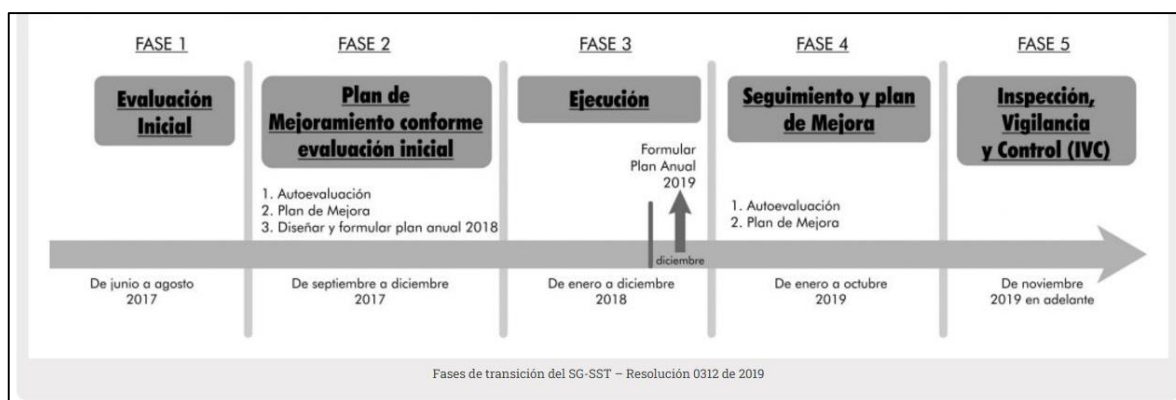 FASE 1
FASE 2
FASE 3
FASE 4
FASE 5
Evaluación
Inicial
Plan de
Mejoramiento conforme
evaluación inicial
Ejecución
Seguimiento y plan
de Mejora
Inspección,
Vigilancia
y Control (IVC)
1. Autoevaluación
2. Plan de Mejora
3. Diseñar y formular plan anual 2018
Formular
Plan Anual
2019
1. Autoevaluación
2. Plan de Mejora
diciembre
De junio a agosto
2017
De septiembre a diciembre
2017
De enero a diciembre
2018
De enero a octubre
2019
De noviembre
2019 en adelante
Fases de transición del SG-SST – Resolución 0312 de 2019